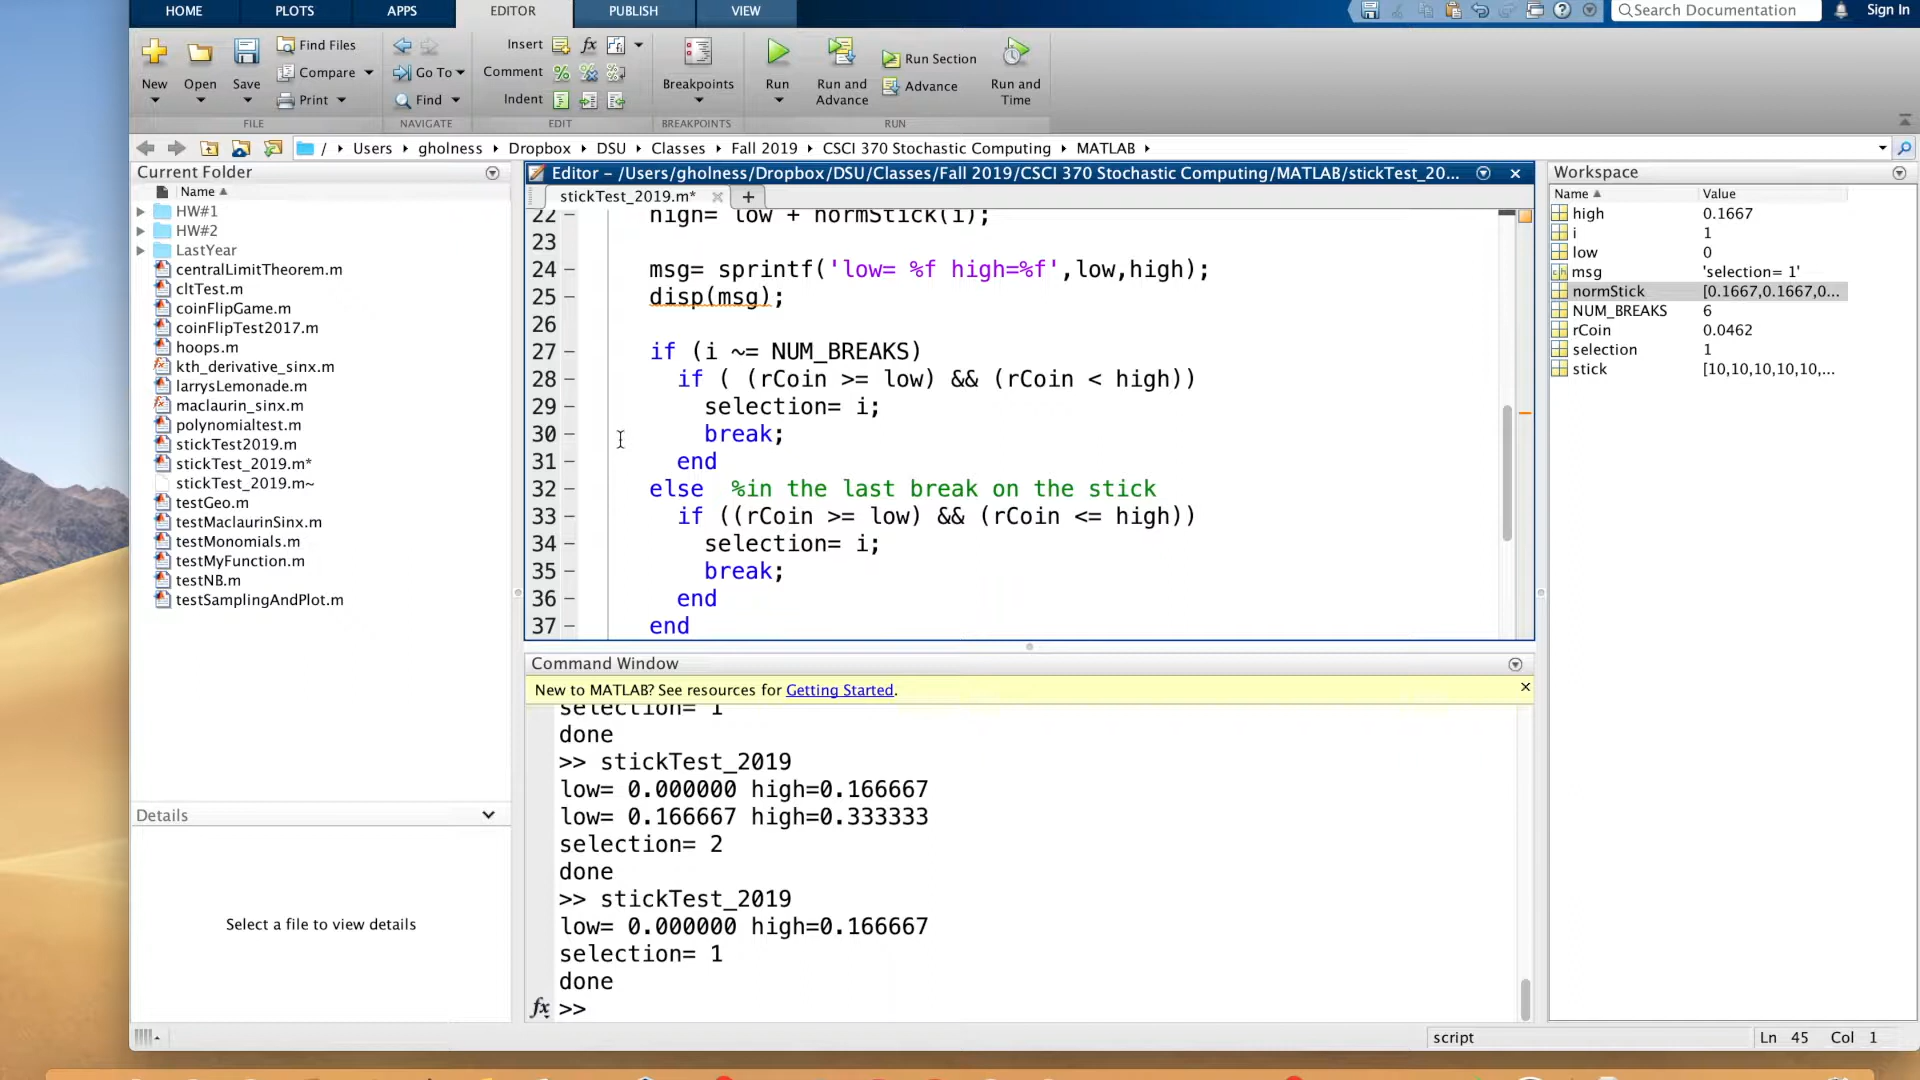 HOME PLOTS APPS EDITOR PUBLISH VIEW
Search Documentation Sign In
New Open Save Find Files Compare Print
Go To Find
Insert fx
Comment
Indent
Breakpoints
Run Run and Advance Run Section Advance Run and Time
FILE NAVIGATE EDIT BREAKPOINTS RUN
/ Users gholness Dropbox DSU Classes Fall 2019 CSCI 370 Stochastic Computing MATLAB
Current Folder
Name
HW#1
HW#2
LastYear
centralLimitTheorem.m
cltTest.m
coinFlipGame.m
coinFlipTest2017.m
hoops.m
kth_derivative_sinx.m
larrysLemonade.m
maclaurin_sinx.m
polynomialtest.m
stickTest2019.m
stickTest_2019.m*
stickTest_2019.m~
testGeo.m
testMaclaurinSinx.m
testMonomials.m
testMyFunction.m
testNB.m
testSamplingAndPlot.m
Details
Select a file to view details
Editor - /Users/gholness/Dropbox/DSU/Classes/Fall 2019/CSCI 370 Stochastic Computing/MATLAB/stickTest_20...
stickTest_2019.m*
22 – high= low + normStick(i);
23
24 – msg= sprintf('low= %f high=%f',low,high);
25 – disp(msg);
26
27 – if (i ~= NUM_BREAKS)
28 – if ( (rCoin >= low) && (rCoin < high))
29 – selection= i;
30 – break;
31 – end
32 – else %in the last break on the stick
33 – if ((rCoin >= low) && (rCoin <= high))
34 – selection= i;
35 – break;
36 – end
37 – end
Command Window
New to MATLAB? See resources for Getting Started.
selection= 1
done
>> stickTest_2019
low= 0.000000 high=0.166667
low= 0.166667 high=0.333333
selection= 2
done
>> stickTest_2019
low= 0.000000 high=0.166667
selection= 1
done
fx >>
Workspace
Name Value
high 0.1667
i 1
low 0
msg 'selection= 1'
normStick [0.1667,0.1667,0...
NUM_BREAKS 6
rCoin 0.0462
selection 1
stick [10,10,10,10,10,...
script Ln 45 Col 1